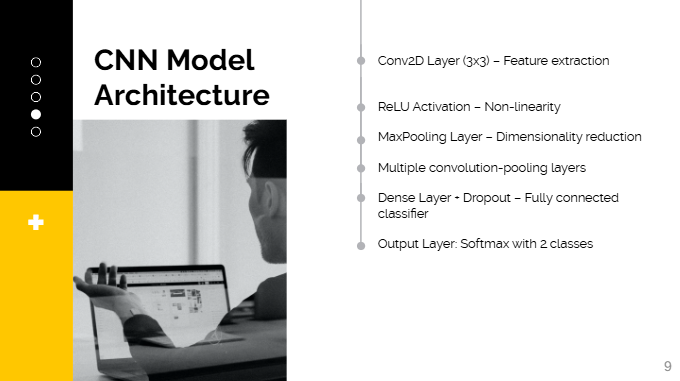 CNN Model
Architecture
Conv2D Layer (3x3) – Feature extraction
ReLU Activation – Non-linearity
MaxPooling Layer – Dimensionality reduction
Multiple convolution-pooling layers
Dense Layer + Dropout – Fully connected
classifier
Output Layer: Softmax with 2 classes
9